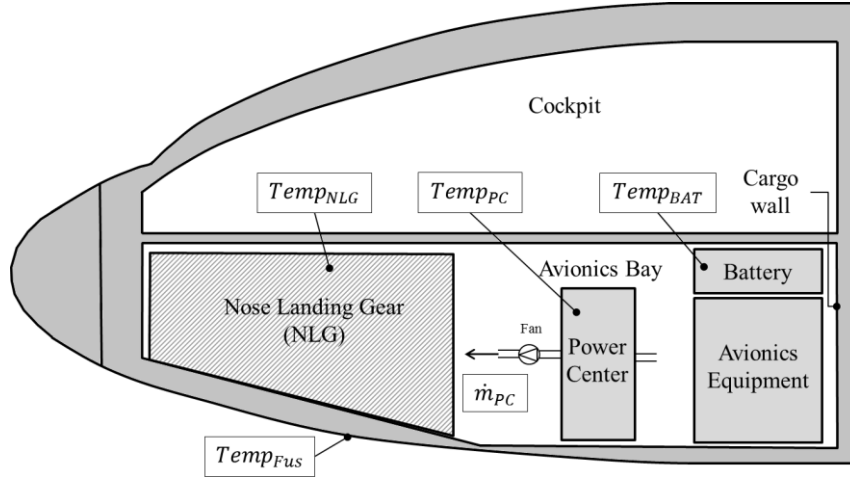 Cockpit
Temp_NLG
Temp_PC
Temp_BAT
Cargo
wall
Avionics Bay
Battery
Nose Landing Gear
(NLG)
Fan
Power
Center
Avionics
Equipment
ṁ_PC
Temp_Fus